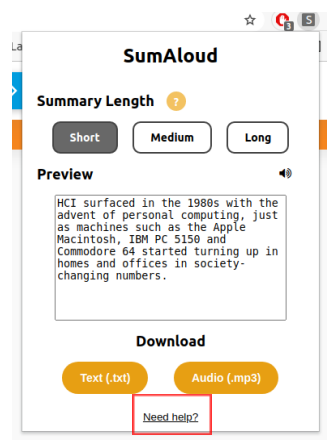 3
S
La
SumAloud
Summary Length ?
Short Medium Long
Preview
HCI surfaced in the 1980s with the
advent of personal computing, just
as machines such as the Apple
Macintosh, IBM PC 5150 and
Commodore 64 started turning up in
homes and offices in society-
changing numbers.
Download
Text (.txt) Audio (.mp3)
Need help?